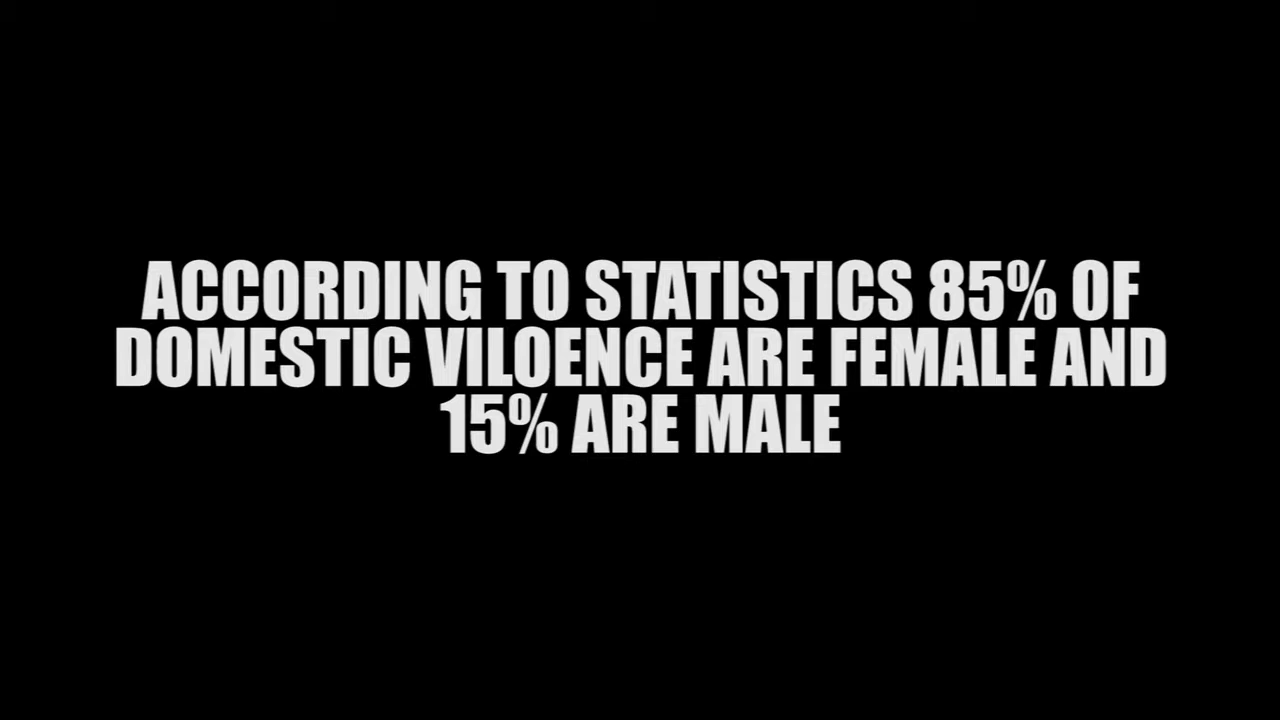 ACCORDING TO STATISTICS 85% OF
DOMESTIC VILOENCE ARE FEMALE AND
15% ARE MALE